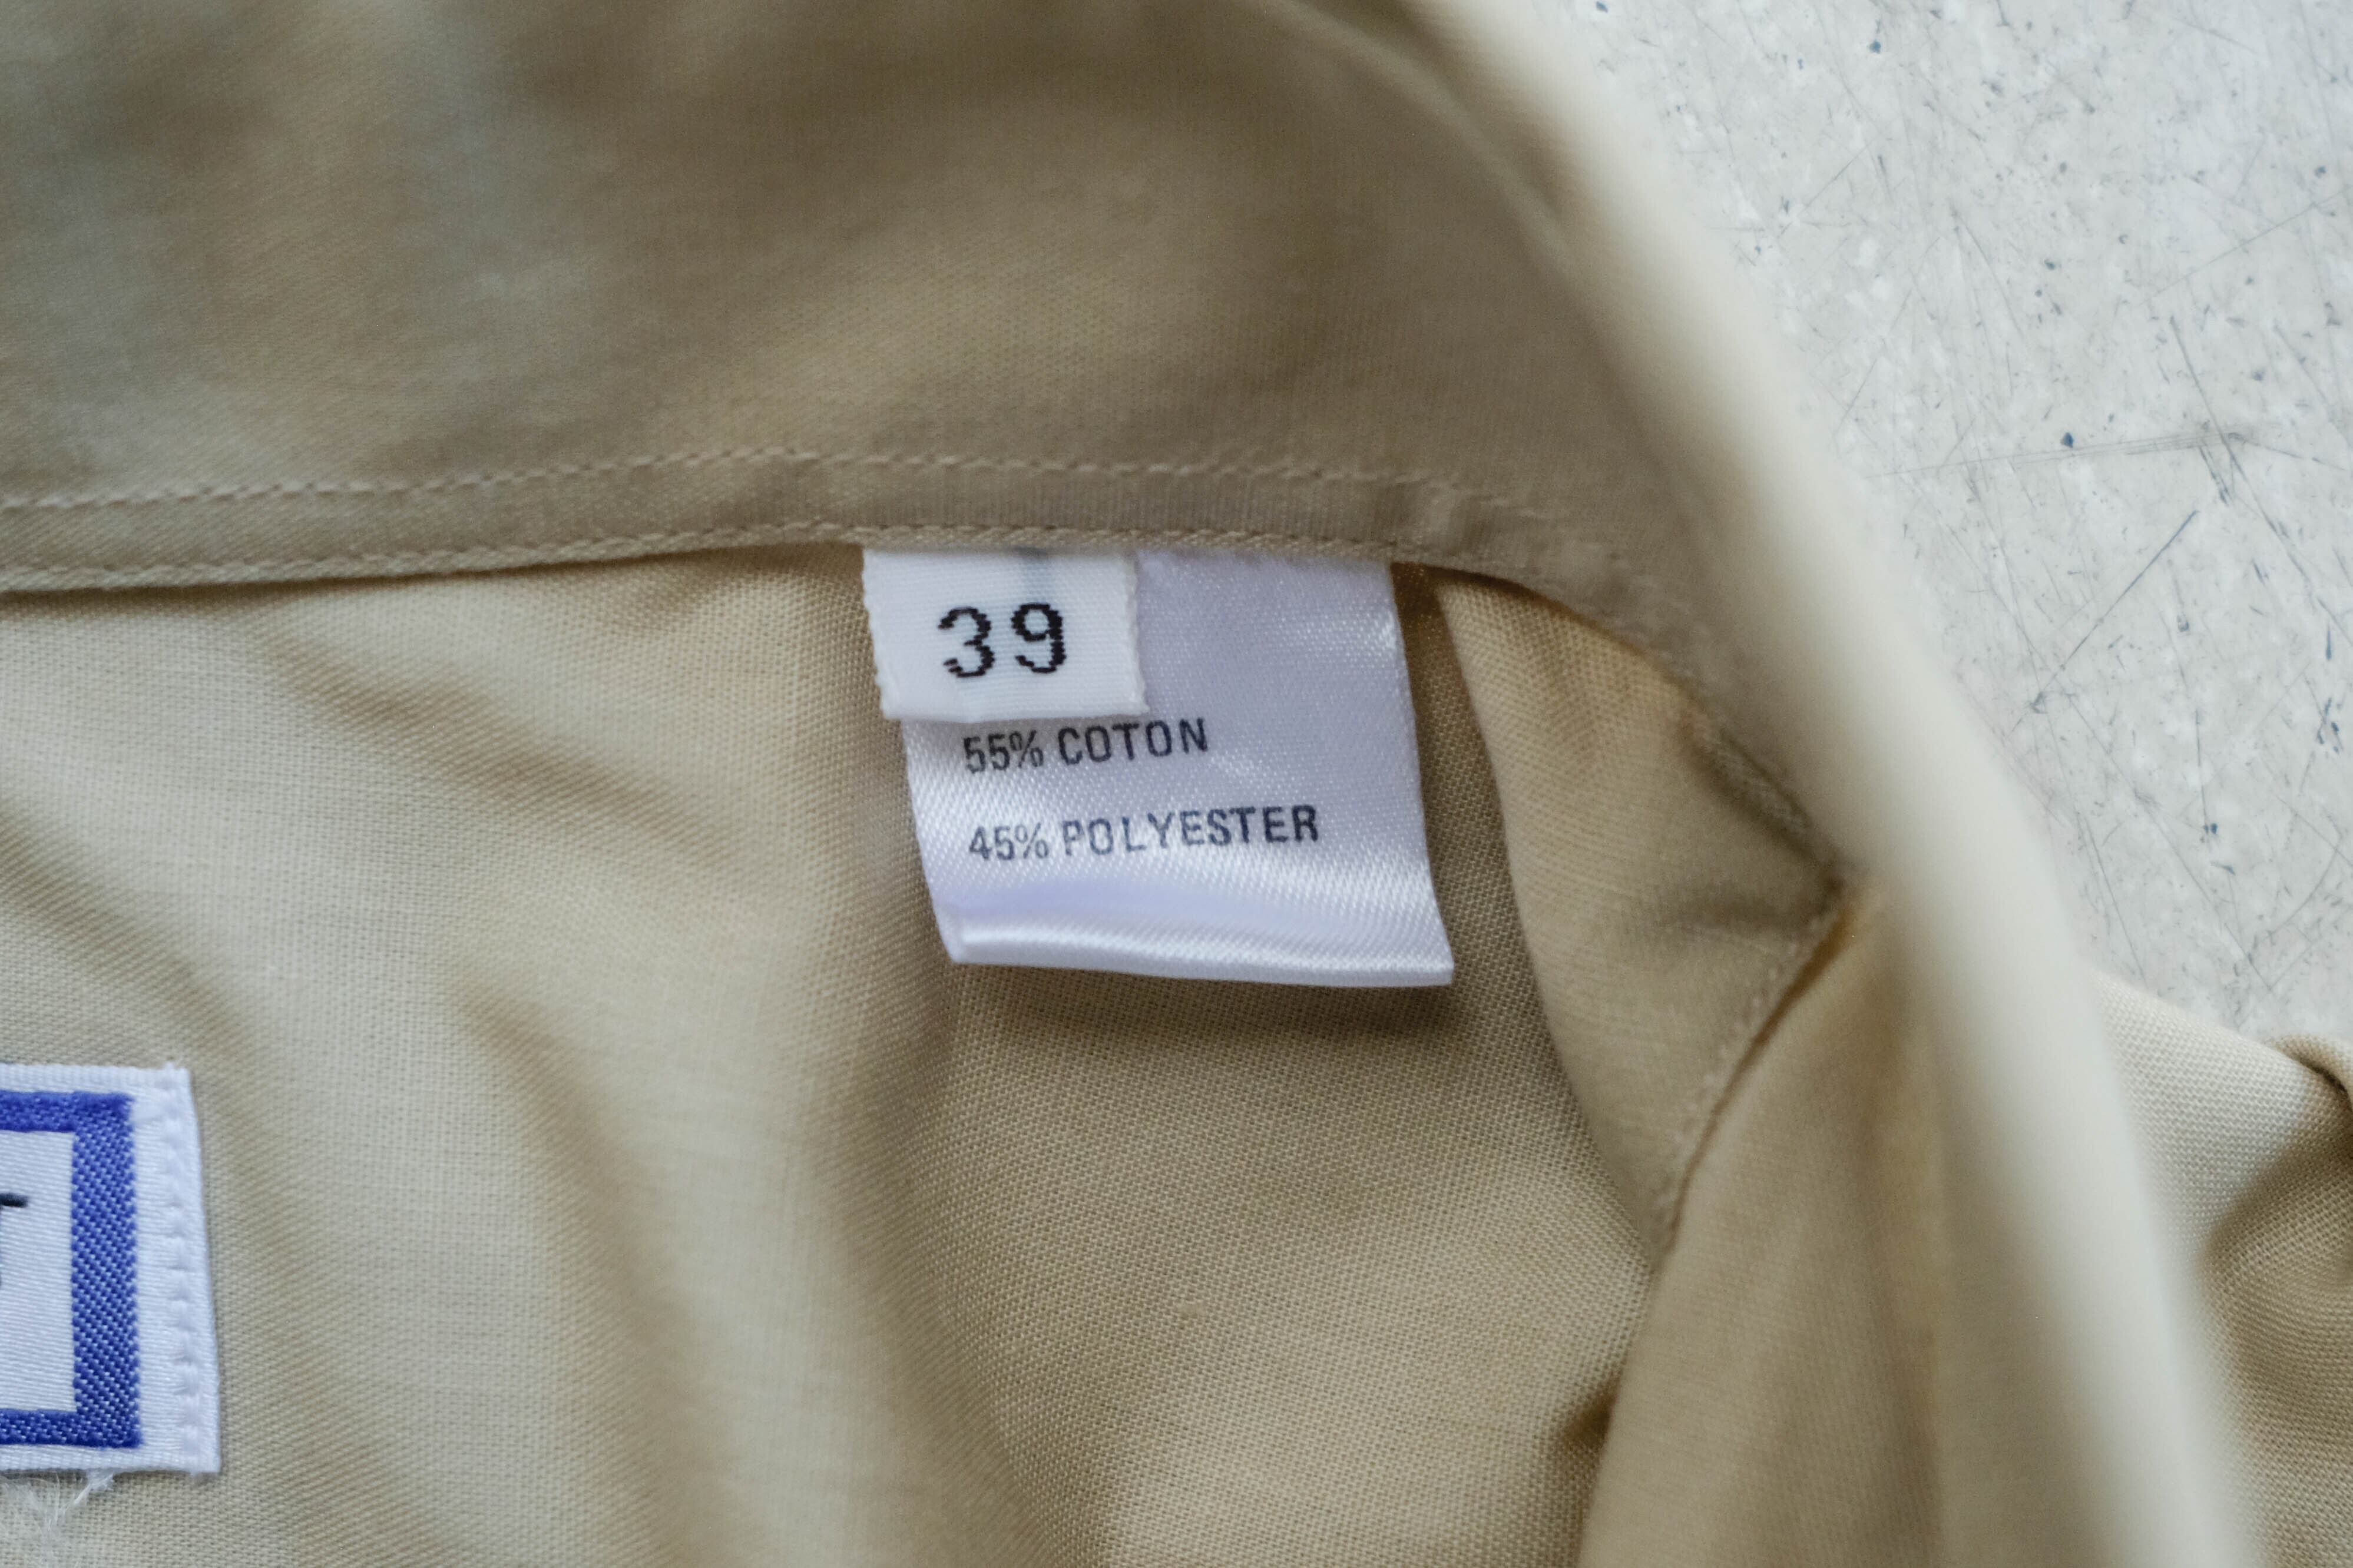 39
55% COTON
45% POLYESTER